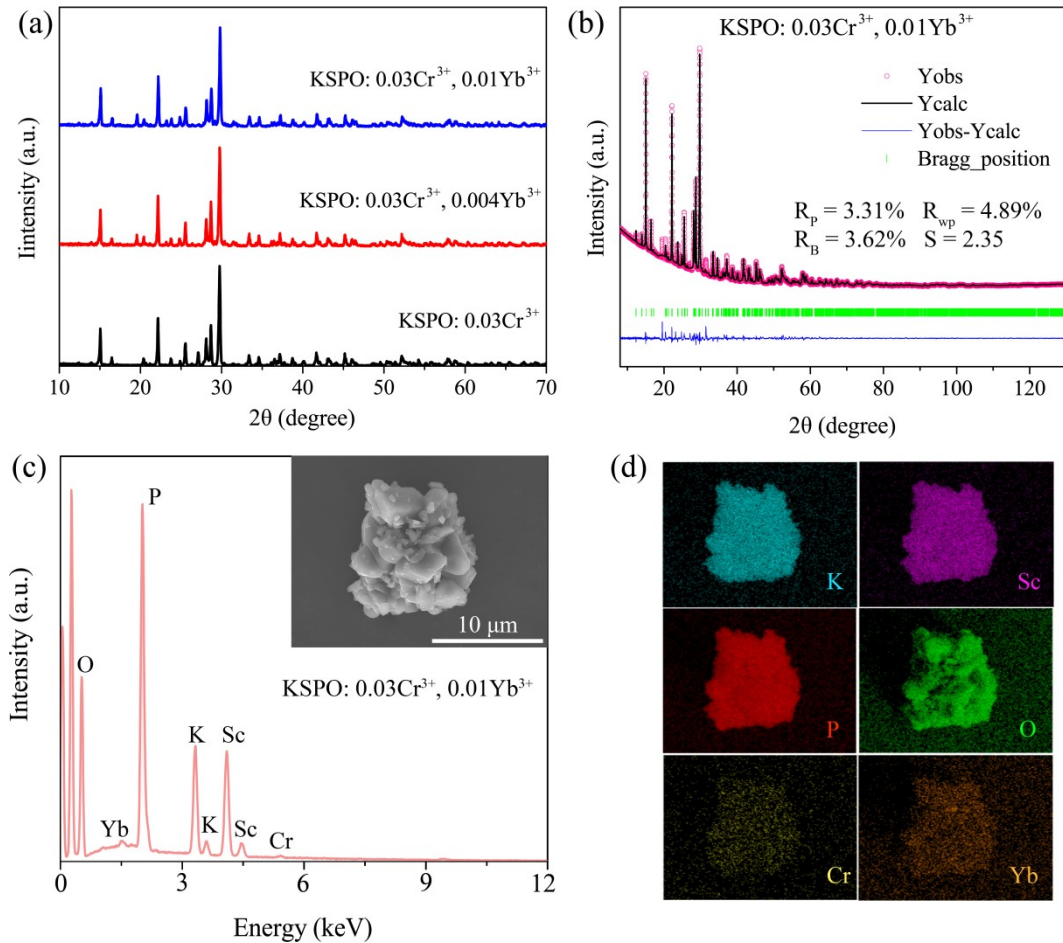 (a)
KSPO: 0.03Cr³⁺, 0.01Yb³⁺
KSPO: 0.03Cr³⁺, 0.004Yb³⁺
KSPO: 0.03Cr³⁺
Iintensity (a.u.)
10 20 30 40 50 60 70
2θ (degree)
(b)
KSPO: 0.03Cr³⁺, 0.01Yb³⁺
Yobs
Ycalc
Yobs-Ycalc
Bragg_position
R_P = 3.31% R_wp = 4.89%
R_B = 3.62% S = 2.35
Intensity (a.u.)
20 40 60 80 100 120
2θ (degree)
(c)
P
O
Yb
K
K
Sc
Sc
Cr
10 μm
KSPO: 0.03Cr³⁺, 0.01Yb³⁺
Intensity (a.u.)
0 3 6 9 12
Energy (keV)
(d)
K
Sc
P
O
Cr
Yb